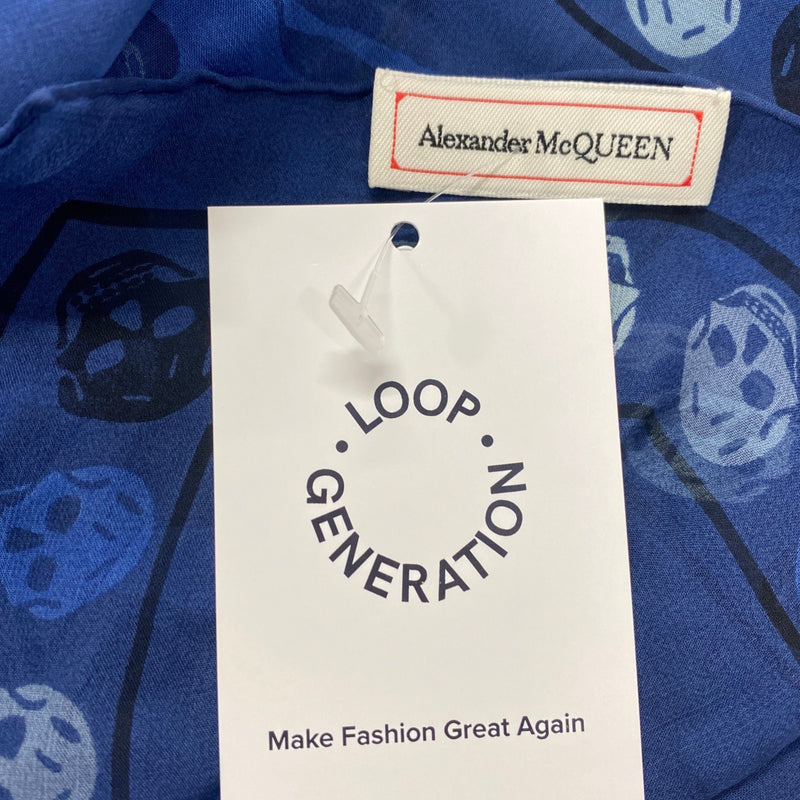 Alexander McQUEEN
• LOOP •
GENERATION
Make Fashion Great Again